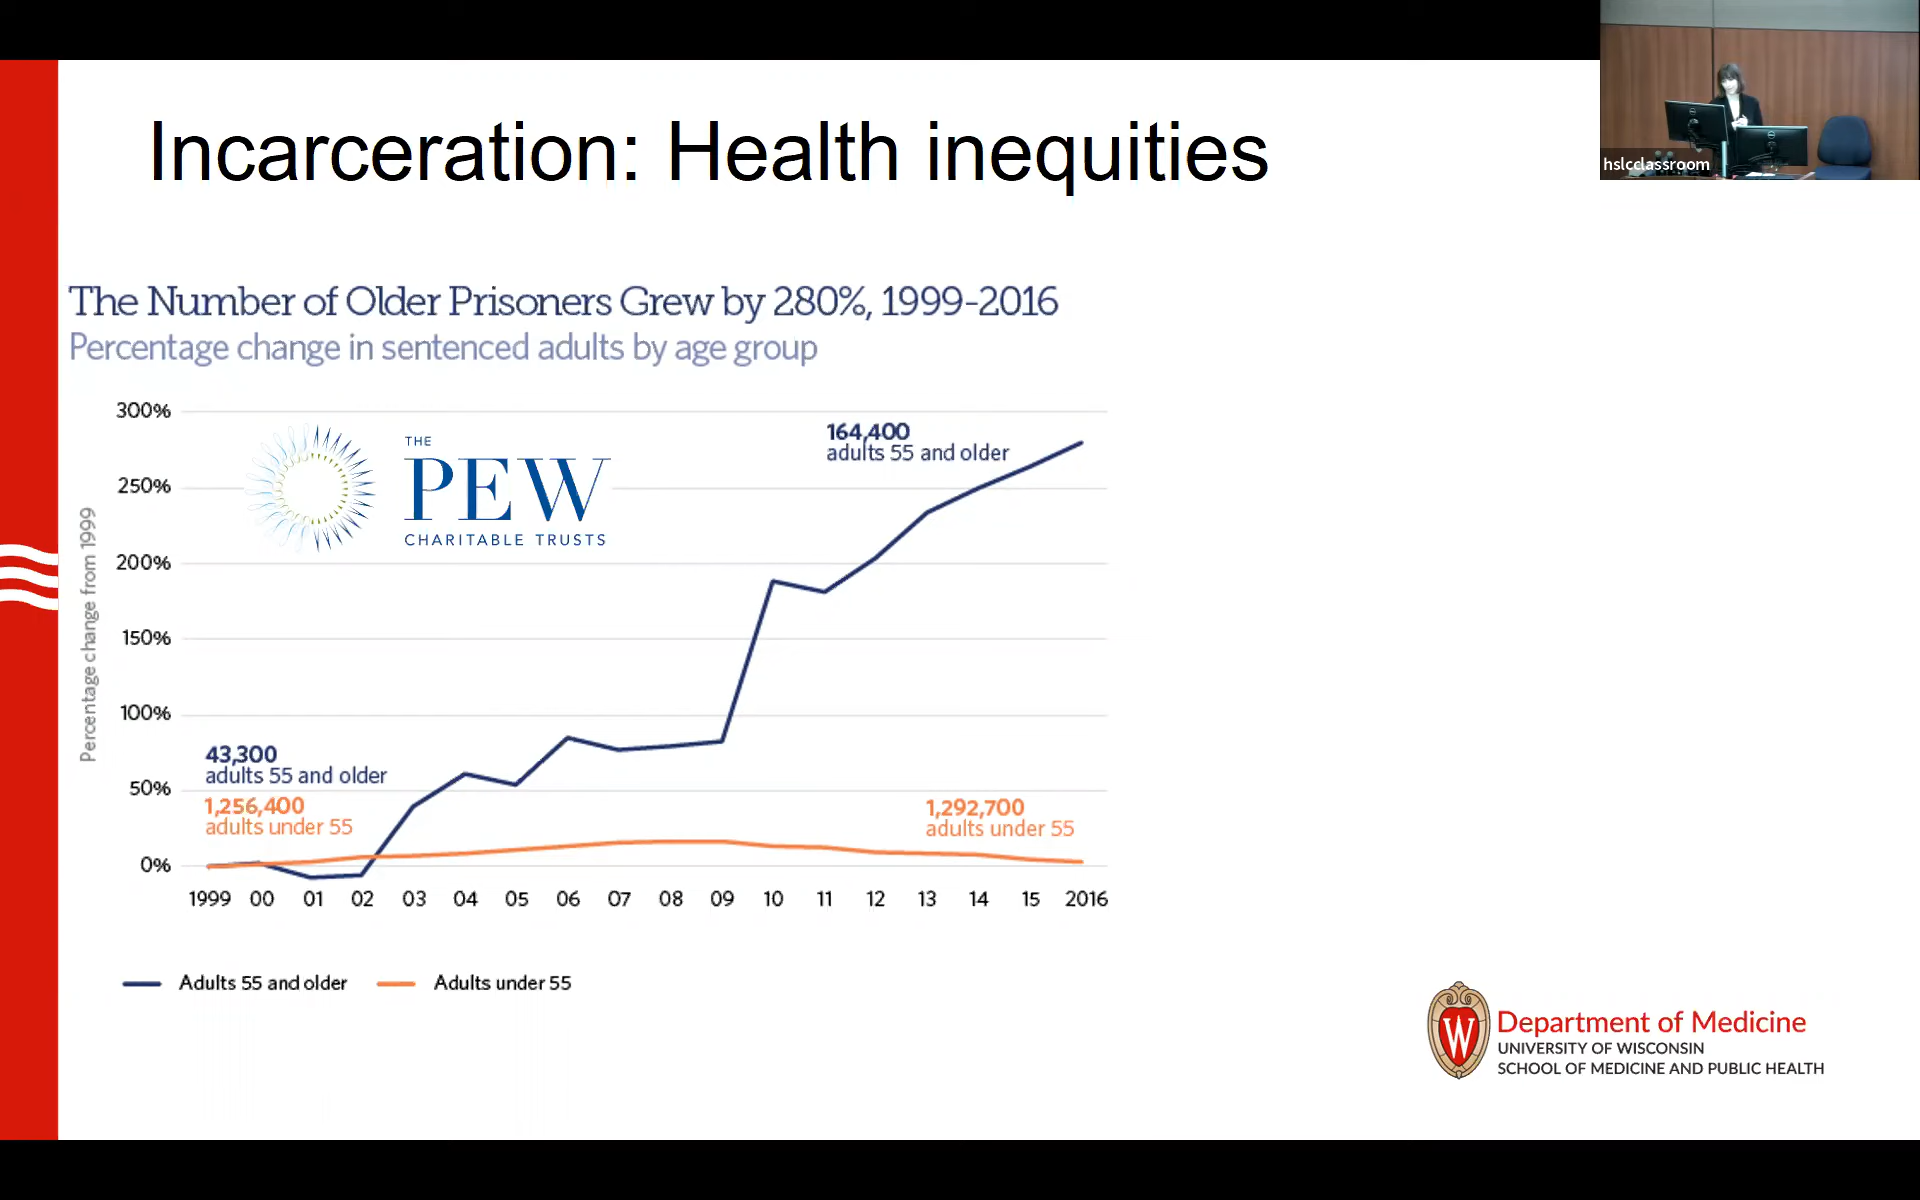 Incarceration: Health inequities
hslcclassroom
The Number of Older Prisoners Grew by 280%, 1999-2016
Percentage change in sentenced adults by age group
Percentage change from 1999
300%
250%
200%
150%
100%
50%
0%
THE
PEW
CHARITABLE TRUSTS
164,400
adults 55 and older
43,300
adults 55 and older
1,256,400
adults under 55
1,292,700
adults under 55
1999 00 01 02 03 04 05 06 07 08 09 10 11 12 13 14 15 2016
Adults 55 and older Adults under 55
W
Department of Medicine
UNIVERSITY OF WISCONSIN
SCHOOL OF MEDICINE AND PUBLIC HEALTH